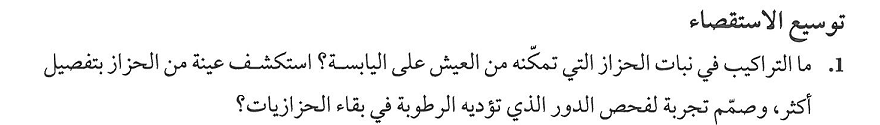 توسيع الاستقصاء
1. ما التراكيب في نبات الحزاز التي تمكّنه من العيش على اليابسة؟ استكشف عينة من الحزاز بتفصيل
أكثر، وصمّم تجربة لفحص الدور الذي تؤديه الرطوبة في بقاء الحزازيات؟